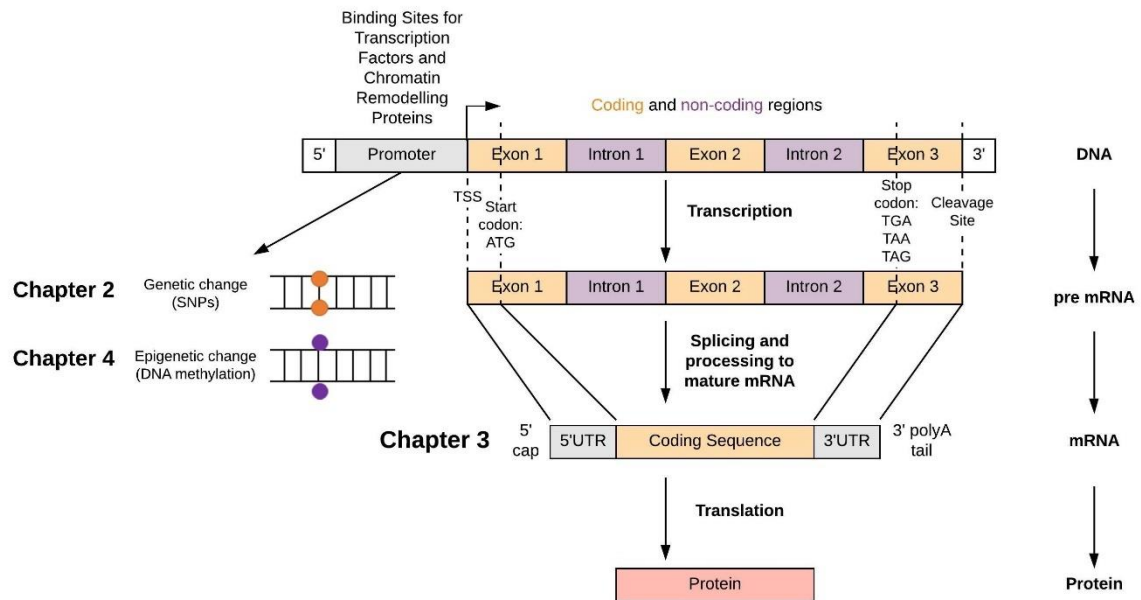 Binding Sites for
Transcription
Factors and
Chromatin
Remodelling
Proteins
Coding and non-coding regions
5' Promoter Exon 1 Intron 1 Exon 2 Intron 2 Exon 3 3' DNA
TSS
Start
codon:
ATG
Transcription
Stop
codon:
TGA
TAA
TAG
Cleavage
Site
Chapter 2
Genetic change
(SNPs)
Exon 1 Intron 1 Exon 2 Intron 2 Exon 3 pre mRNA
Chapter 4
Epigenetic change
(DNA methylation)
Splicing and
processing to
mature mRNA
Chapter 3
5'
cap
5'UTR Coding Sequence 3'UTR
3' polyA
tail
mRNA
Translation
Protein Protein